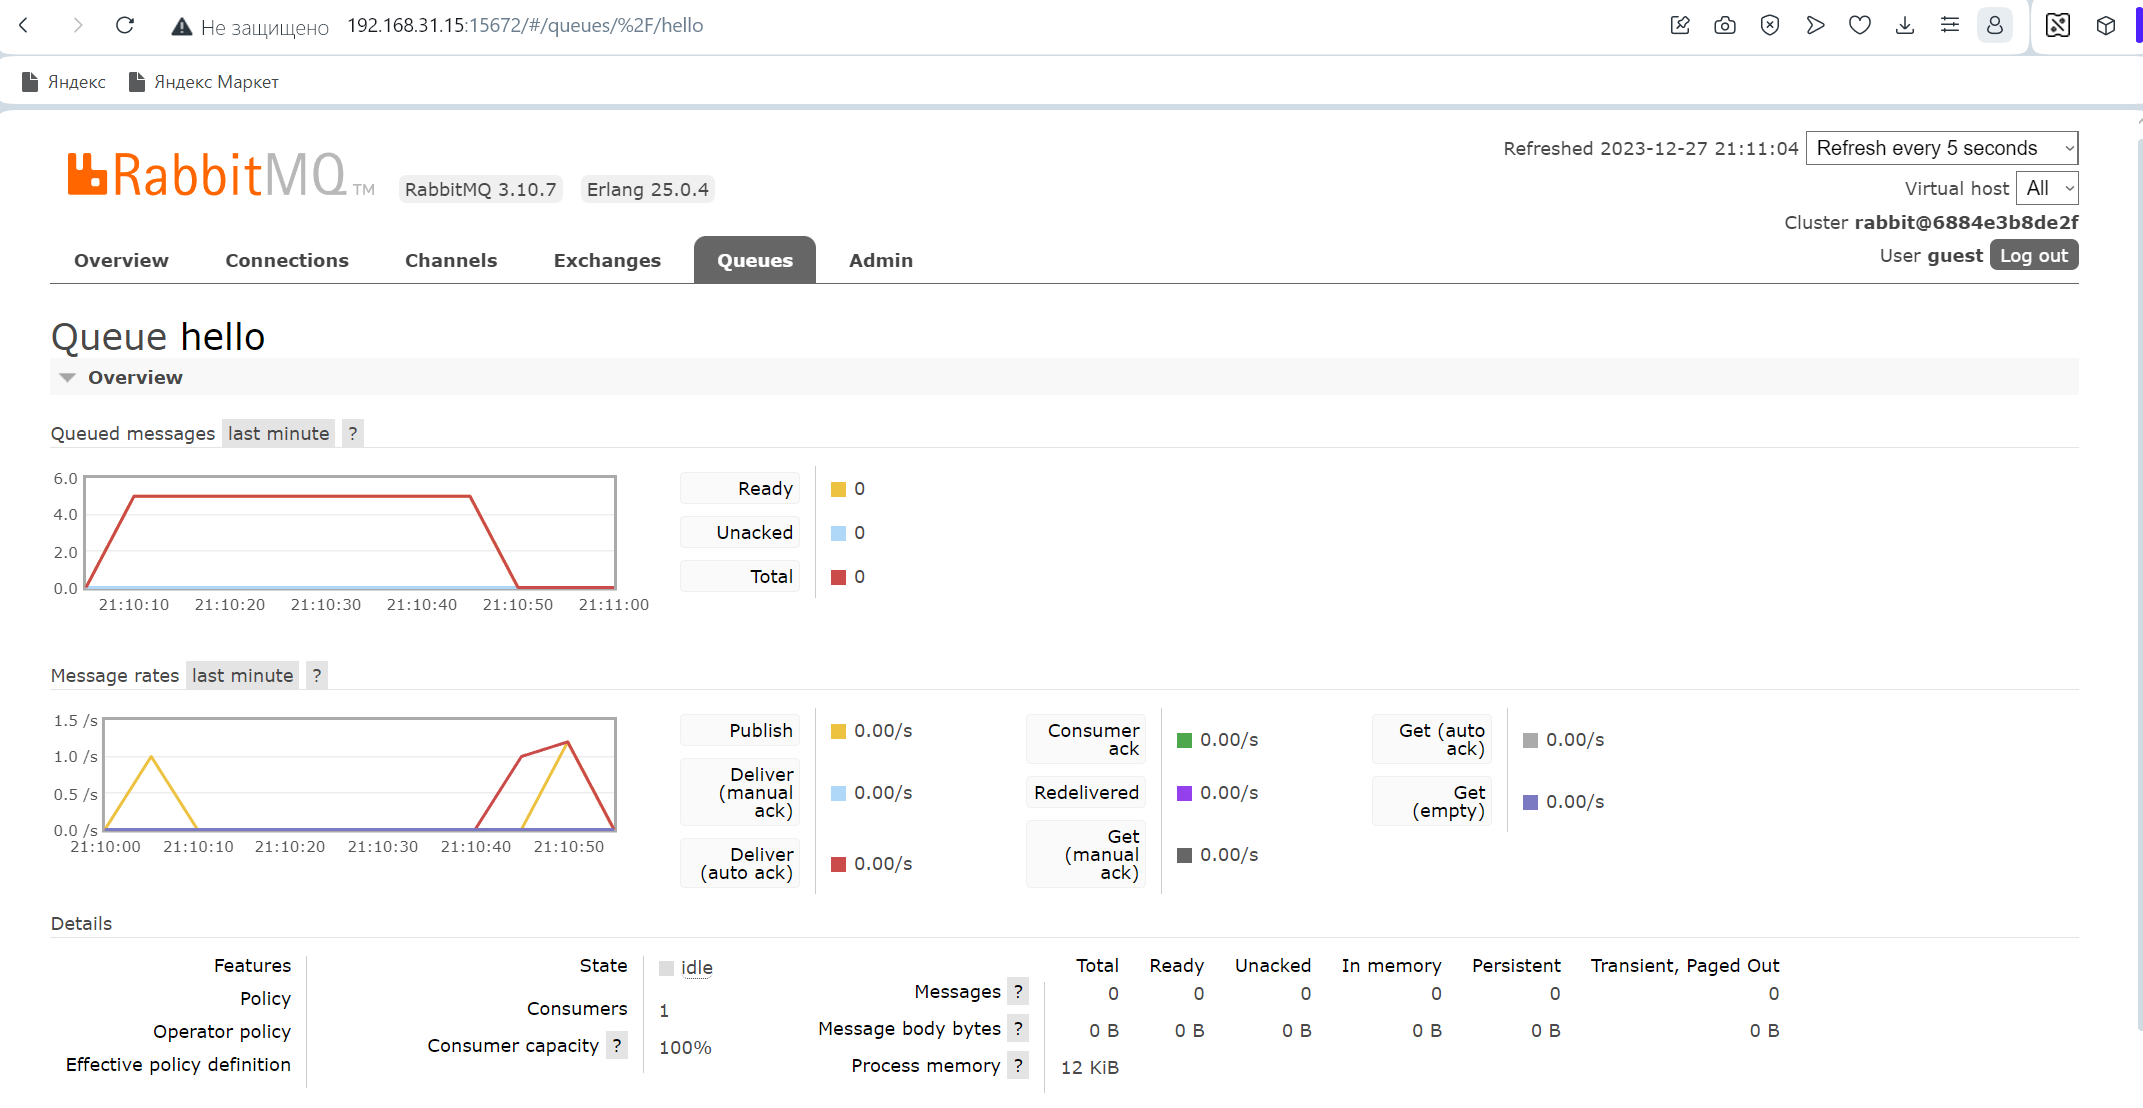 Не защищено 192.168.31.15:15672/#/queues/%2F/hello
Яндекс Яндекс Маркет
Refreshed 2023-12-27 21:11:04 Refresh every 5 seconds
RabbitMQ TM RabbitMQ 3.10.7 Erlang 25.0.4
Virtual host All
Cluster rabbit@6884e3b8de2f
User guest Log out
Overview Connections Channels Exchanges Queues Admin
Queue hello
Overview
Queued messages last minute ?
6.0
4.0
2.0
0.0
21:10:10 21:10:20 21:10:30 21:10:40 21:10:50 21:11:00
Ready 0
Unacked 0
Total 0
Message rates last minute ?
1.5 /s
1.0 /s
0.5 /s
0.0 /s
21:10:00 21:10:10 21:10:20 21:10:30 21:10:40 21:10:50
Publish 0.00/s
Deliver
(manual
ack) 0.00/s
Deliver
(auto ack) 0.00/s
Consumer
ack 0.00/s
Redelivered 0.00/s
Get
(manual
ack) 0.00/s
Get (auto
ack) 0.00/s
Get
(empty) 0.00/s
Details
Features
Policy
Operator policy
Effective policy definition
State idle
Consumers 1
Consumer capacity ? 100%
Total Ready Unacked In memory Persistent Transient, Paged Out
Messages ? 0 0 0 0 0 0
Message body bytes ? 0 B 0 B 0 B 0 B 0 B 0 B
Process memory ? 12 KiB